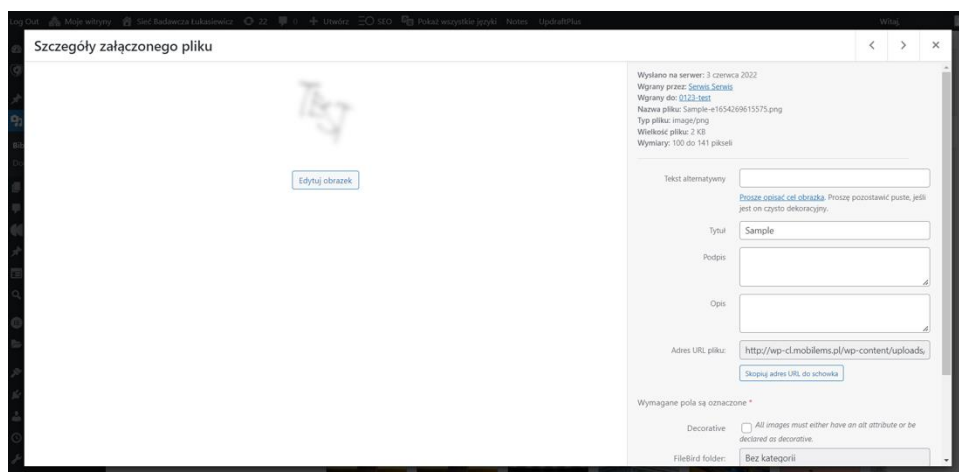 Log Out Moje witryny Sieć Badawcza Łukasiewicz 22 0 + Utwórz SEO Pokaż wszystkie języki Notes UpdraftPlus Witaj,
Szczegóły załączonego pliku
TEST
Edytuj obrazek
Wysłano na serwer: 3 czerwca 2022
Wgrany przez: Serwis Serwis
Wgrany do: 0123-test
Nazwa pliku: Sample-e1654269615575.png
Typ pliku: image/png
Wielkość pliku: 2 KB
Wymiary: 100 do 141 pikseli
Tekst alternatywny
Proszę opisać cel obrazka. Proszę pozostawić puste, jeśli
jest on czysto dekoracyjny.
Tytuł Sample
Podpis
Opis
Adres URL pliku: http://wp-cl.mobilems.pl/wp-content/uploads/
Skopiuj adres URL do schowka
Wymagane pola są oznaczone *
Decorative All images must either have an alt attribute or be
declared as decorative.
FileBird folder: Bez kategorii